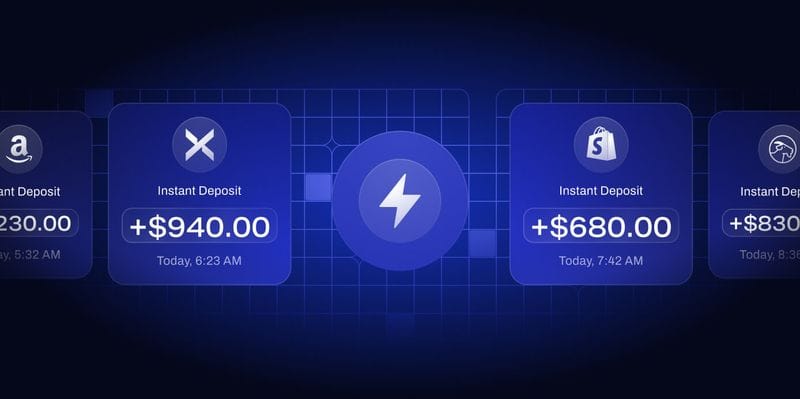 a
ant Deposit
230.00
ay, 5:32 AM
Instant Deposit
+$940.00
Today, 6:23 AM
S
Instant Deposit
+$680.00
Today, 7:42 AM
Instant De
+$830
Today, 8:3